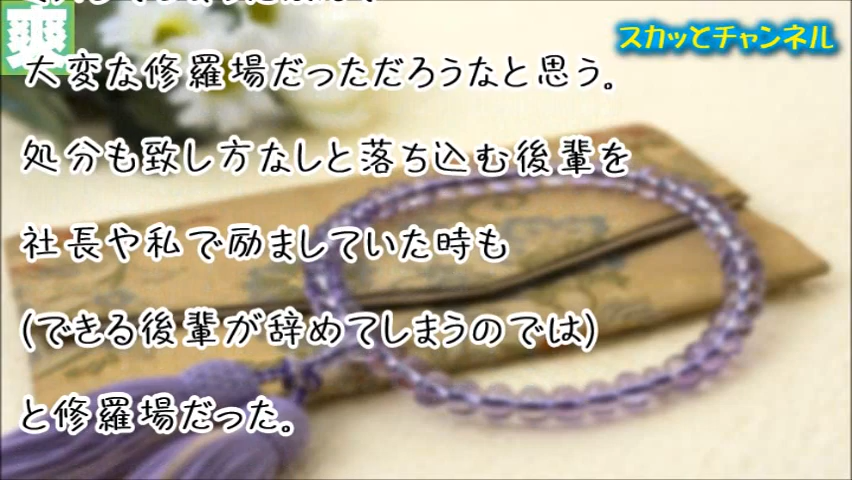 爽
スカッとチャンネル
大変な修羅場だっただろうなと思う。
処分も致し方なしと落ち込む後輩を
社長や私で励ましていた時も
(できる後輩が辞めてしまうのでは)
と修羅場だった。